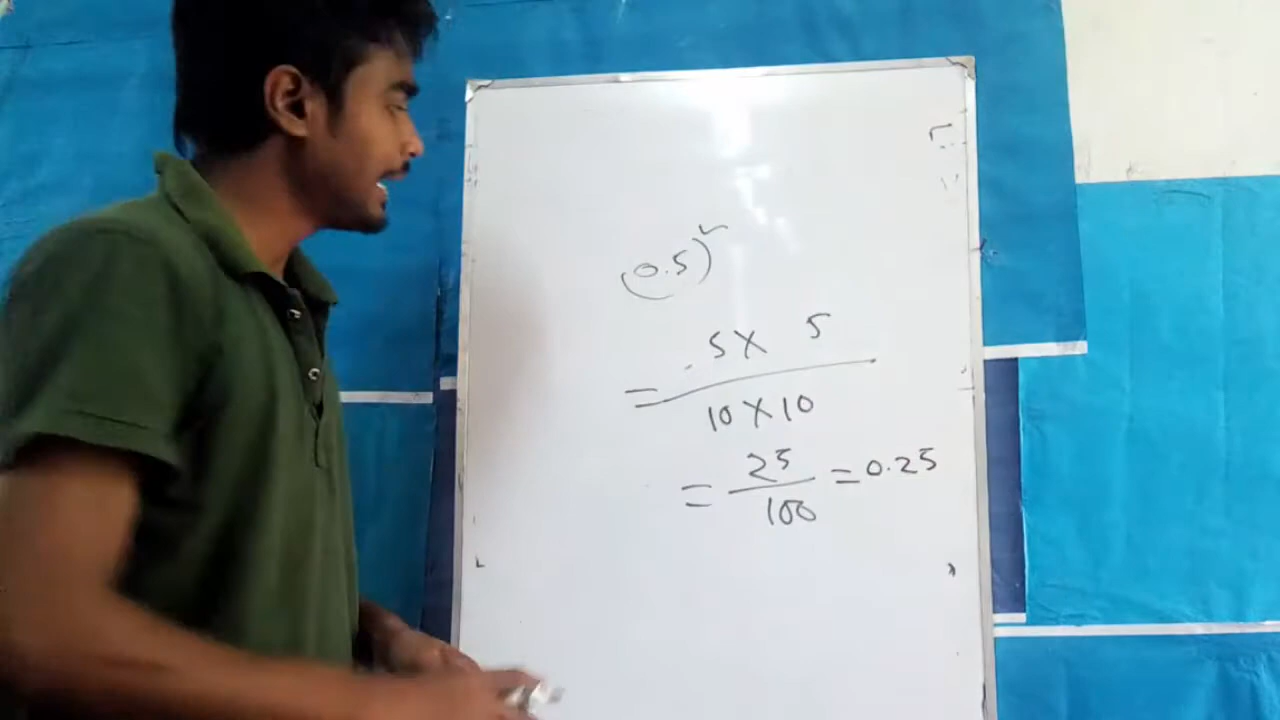 (0.5)²
= 5 X 5
10 X 10
= 25 = 0.25
100